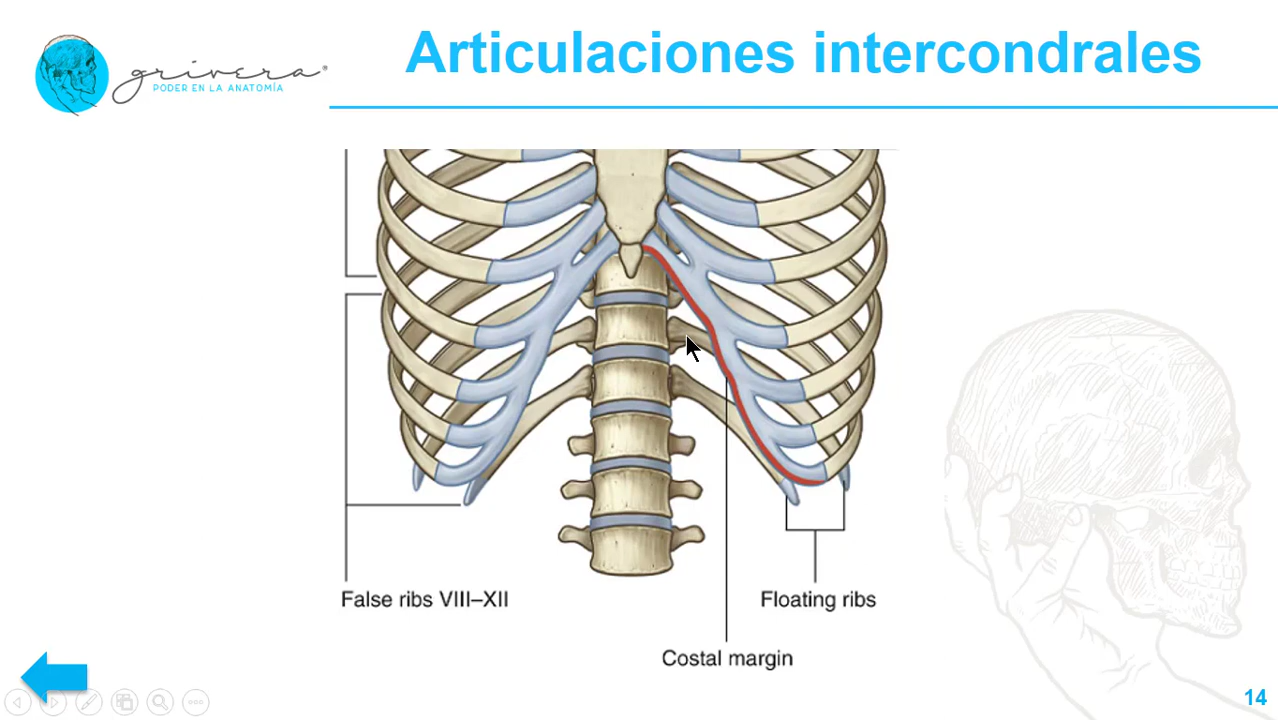 Articulaciones intercondrales
grivera®
PODER EN LA ANATOMÍA
False ribs VIII–XII
Floating ribs
Costal margin
14